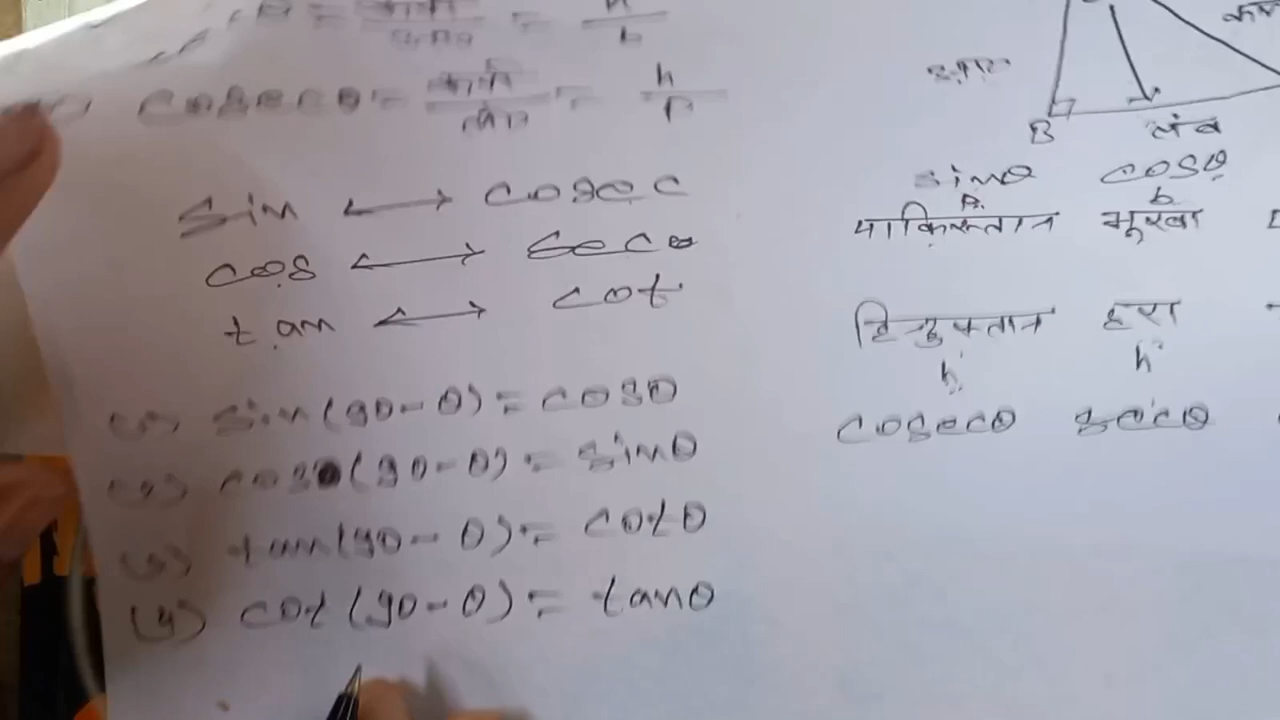 cosecθ = कर्ण/लंब = h/p
sin ⟷ cosec
cos ⟷ sec
tan ⟷ cot
sin(90-θ) = cosθ
cos(90-θ) = sinθ
tan(90-θ) = cotθ
(4) cot(90-θ) = tanθ
B लंब
sinθ cosθ
P b
पाकिस्तान भूखा
हिन्दुस्तान हरा
h h
cosecθ secθ